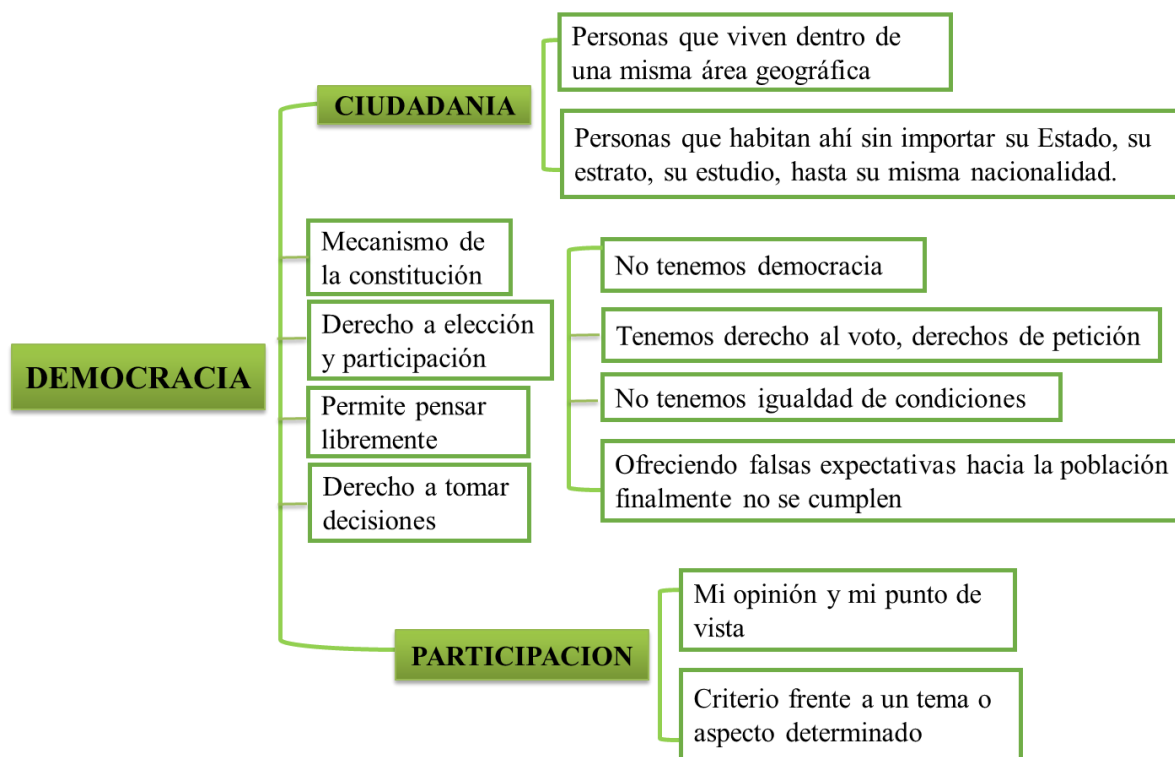 Personas que viven dentro de
una misma área geográfica
CIUDADANIA
Personas que habitan ahí sin importar su Estado, su
estrato, su estudio, hasta su misma nacionalidad.
DEMOCRACIA
Mecanismo de
la constitución
Derecho a elección
y participación
Permite pensar
libremente
Derecho a tomar
decisiones
No tenemos democracia
Tenemos derecho al voto, derechos de petición
No tenemos igualdad de condiciones
Ofreciendo falsas expectativas hacia la población
finalmente no se cumplen
PARTICIPACION
Mi opinión y mi punto de
vista
Criterio frente a un tema o
aspecto determinado